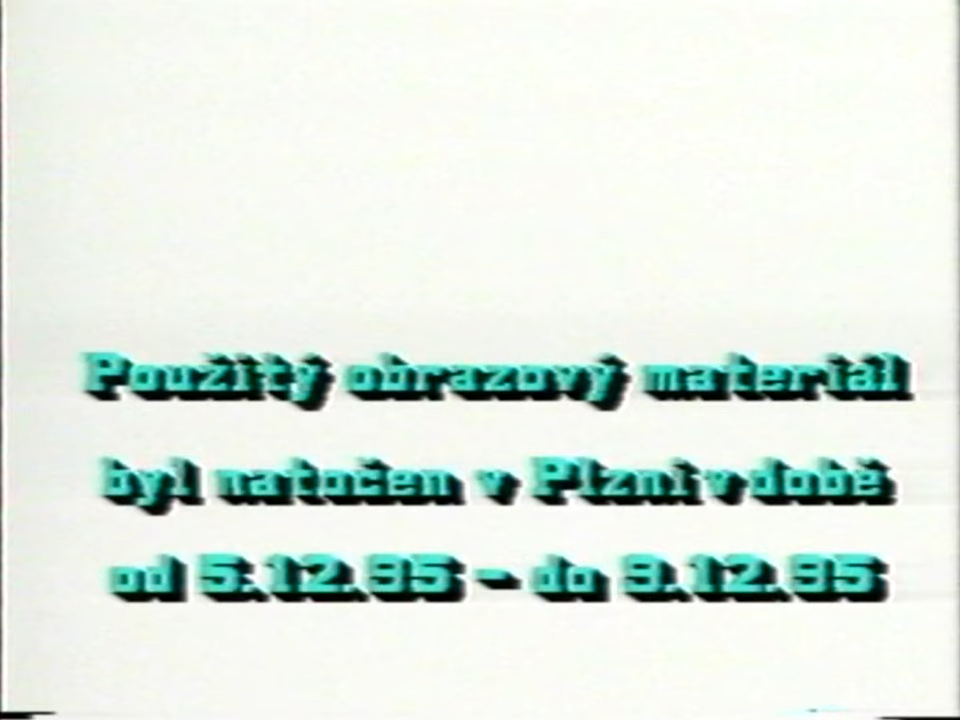 Použitý obrazový materiál
byl natočen v Plzni v době
od 5.12.95 - do 9.12.95